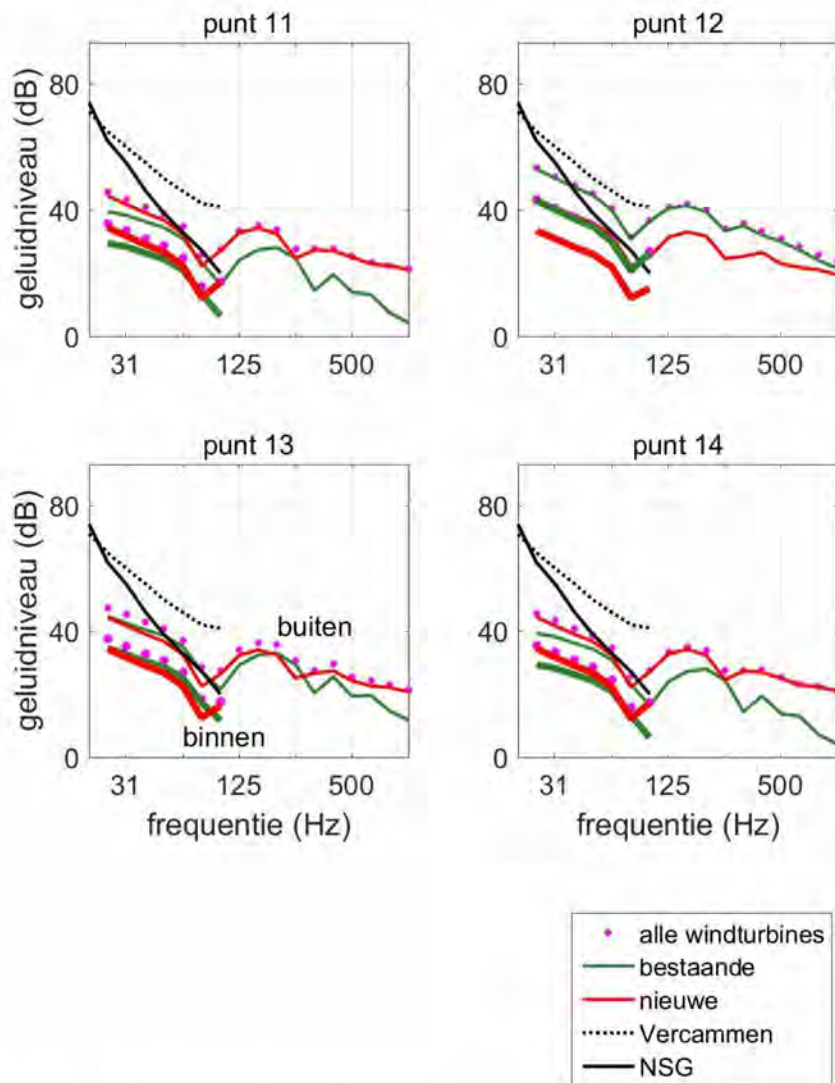 punt 11
punt 12
geluidniveau (dB)
80
40
0
31
125
500
80
40
0
31
125
500
punt 13
punt 14
geluidniveau (dB)
80
40
0
buiten
binnen
31
125
500
frequentie (Hz)
80
40
0
31
125
500
frequentie (Hz)
alle windturbines
bestaande
nieuwe
Vercammen
NSG